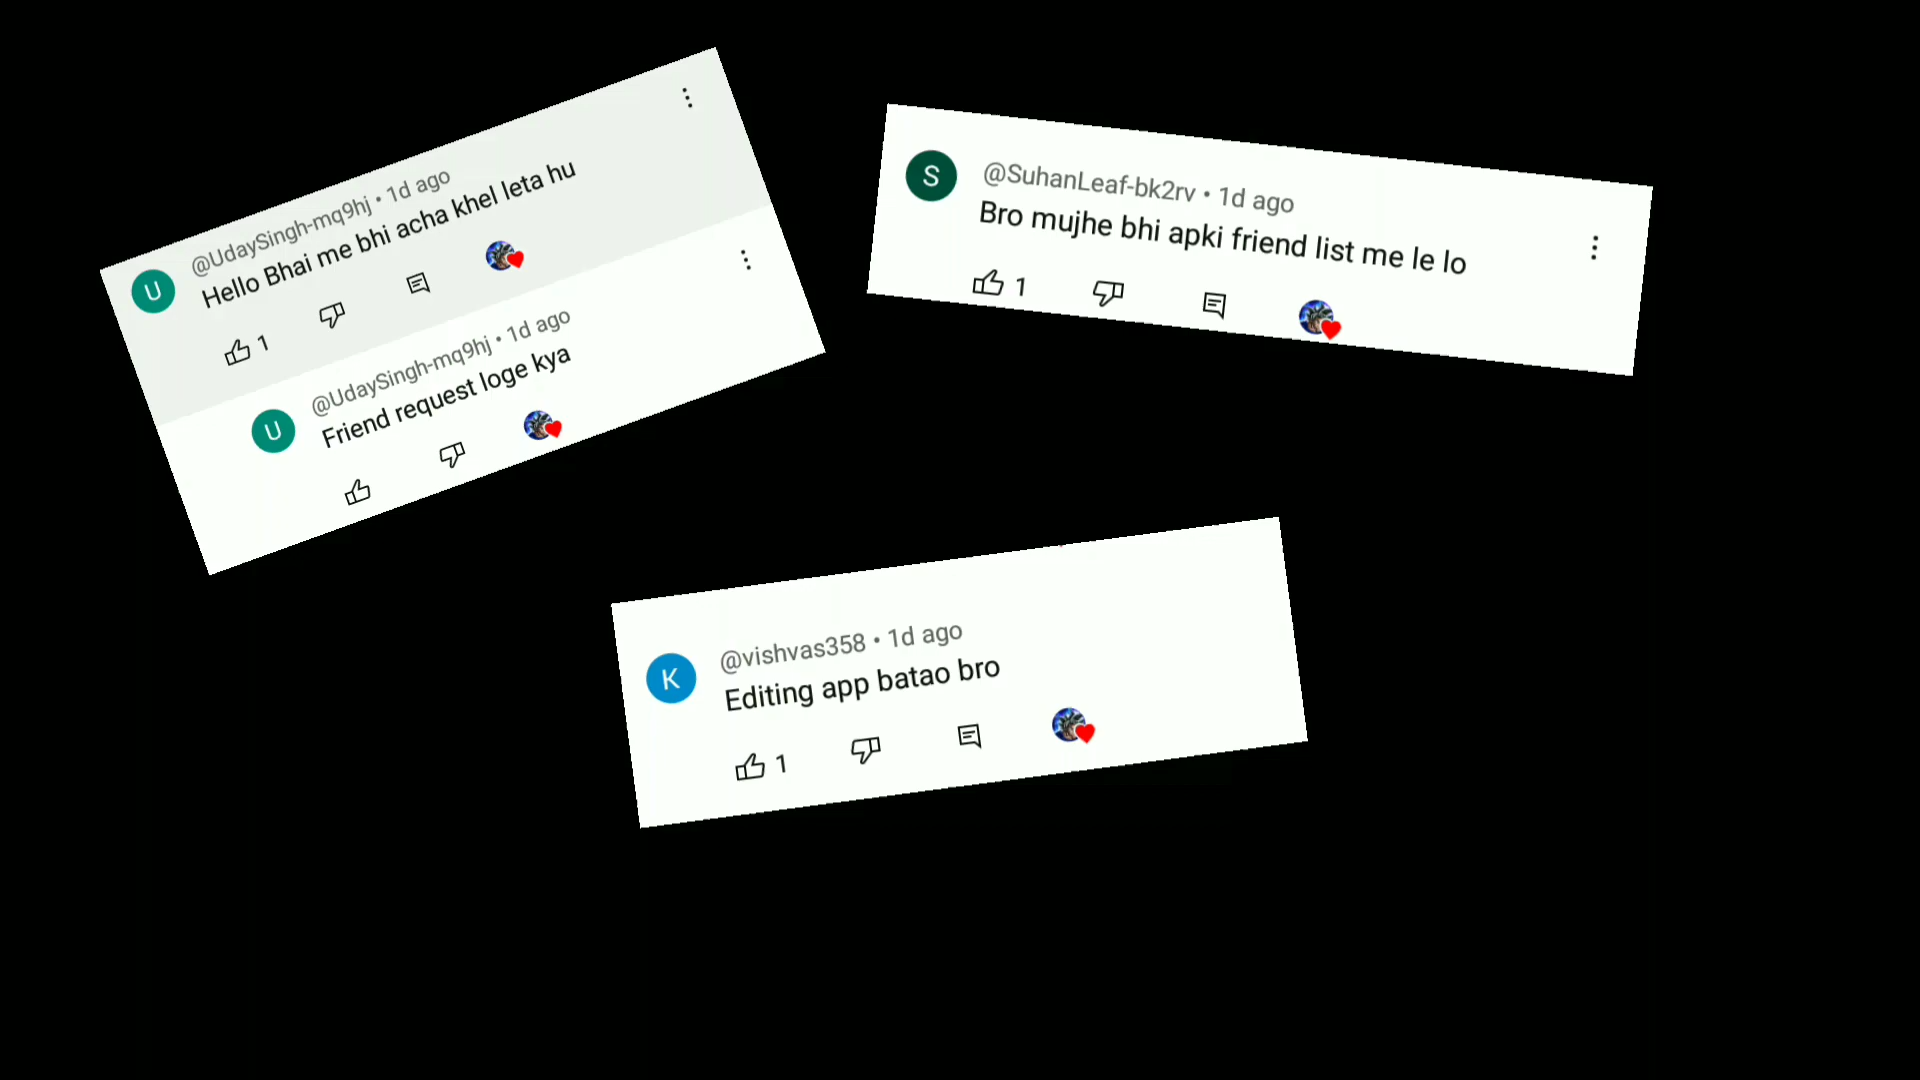 @UdaySingh-mq9hj • 1d ago
Hello Bhai me bhi acha khel leta hu
1
@UdaySingh-mq9hj • 1d ago
Friend request loge kya
@SuhanLeaf-bk2rv • 1d ago
Bro mujhe bhi apki friend list me le lo
1
@vishvas358 • 1d ago
Editing app batao bro
1
U
U
S
K